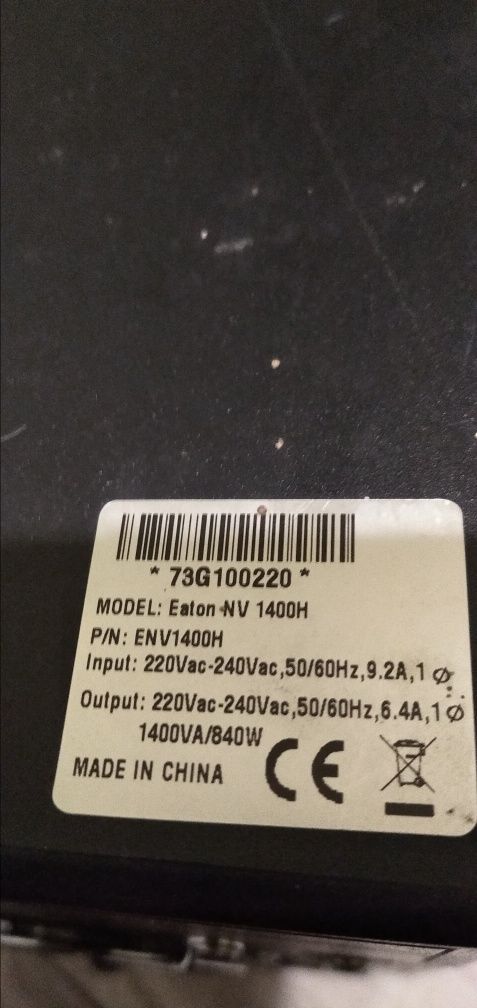 * 73G100220 *
MODEL: Eaton NV 1400H
P/N: ENV1400H
Input: 220Vac-240Vac,50/60Hz,9.2A,1 Ø
Output: 220Vac-240Vac,50/60Hz,6.4A,1Ø
1400VA/840W
MADE IN CHINA
CE